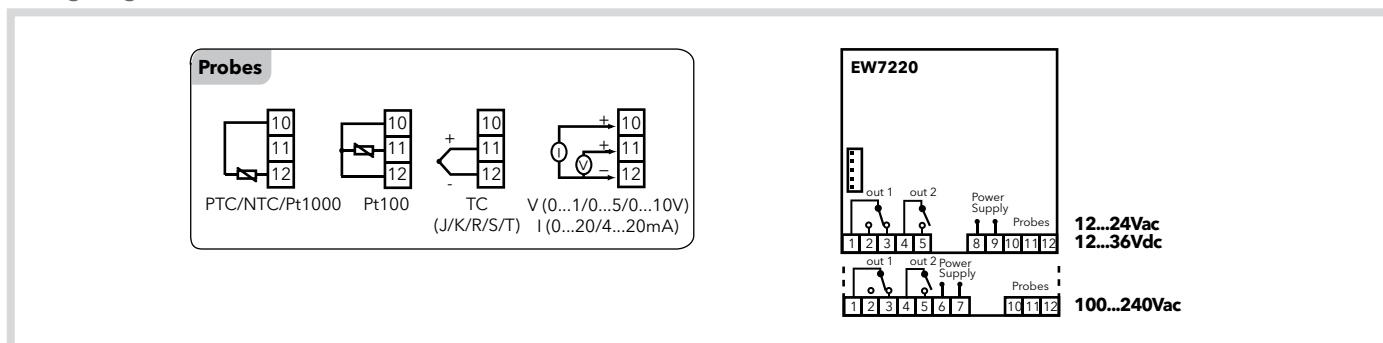 Probes
10
11
12
PTC/NTC/Pt1000
10
11
12
Pt100
+
-
10
11
12
TC
(J/K/R/S/T)
I
V
+
+
−
10
11
12
V (0...1/0...5/0...10V)
I (0...20/4...20mA)
EW7220
out 1 out 2 Power
Supply
Probes
1 2 3 4 5 8 9 10 11 12
12...24Vac
12...36Vdc
out 1 out 2 Power
Supply
Probes
1 2 3 4 5 6 7 10 11 12
100...240Vac